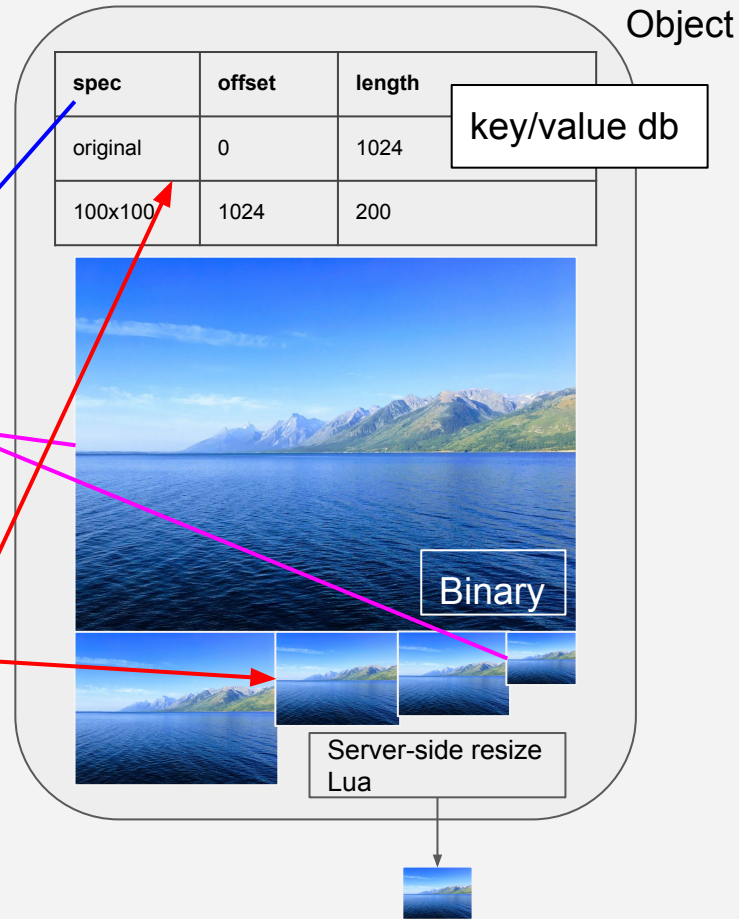 Object
spec offset length
key/value db
original 0 1024
100x100 1024 200
Binary
Server-side resize
Lua